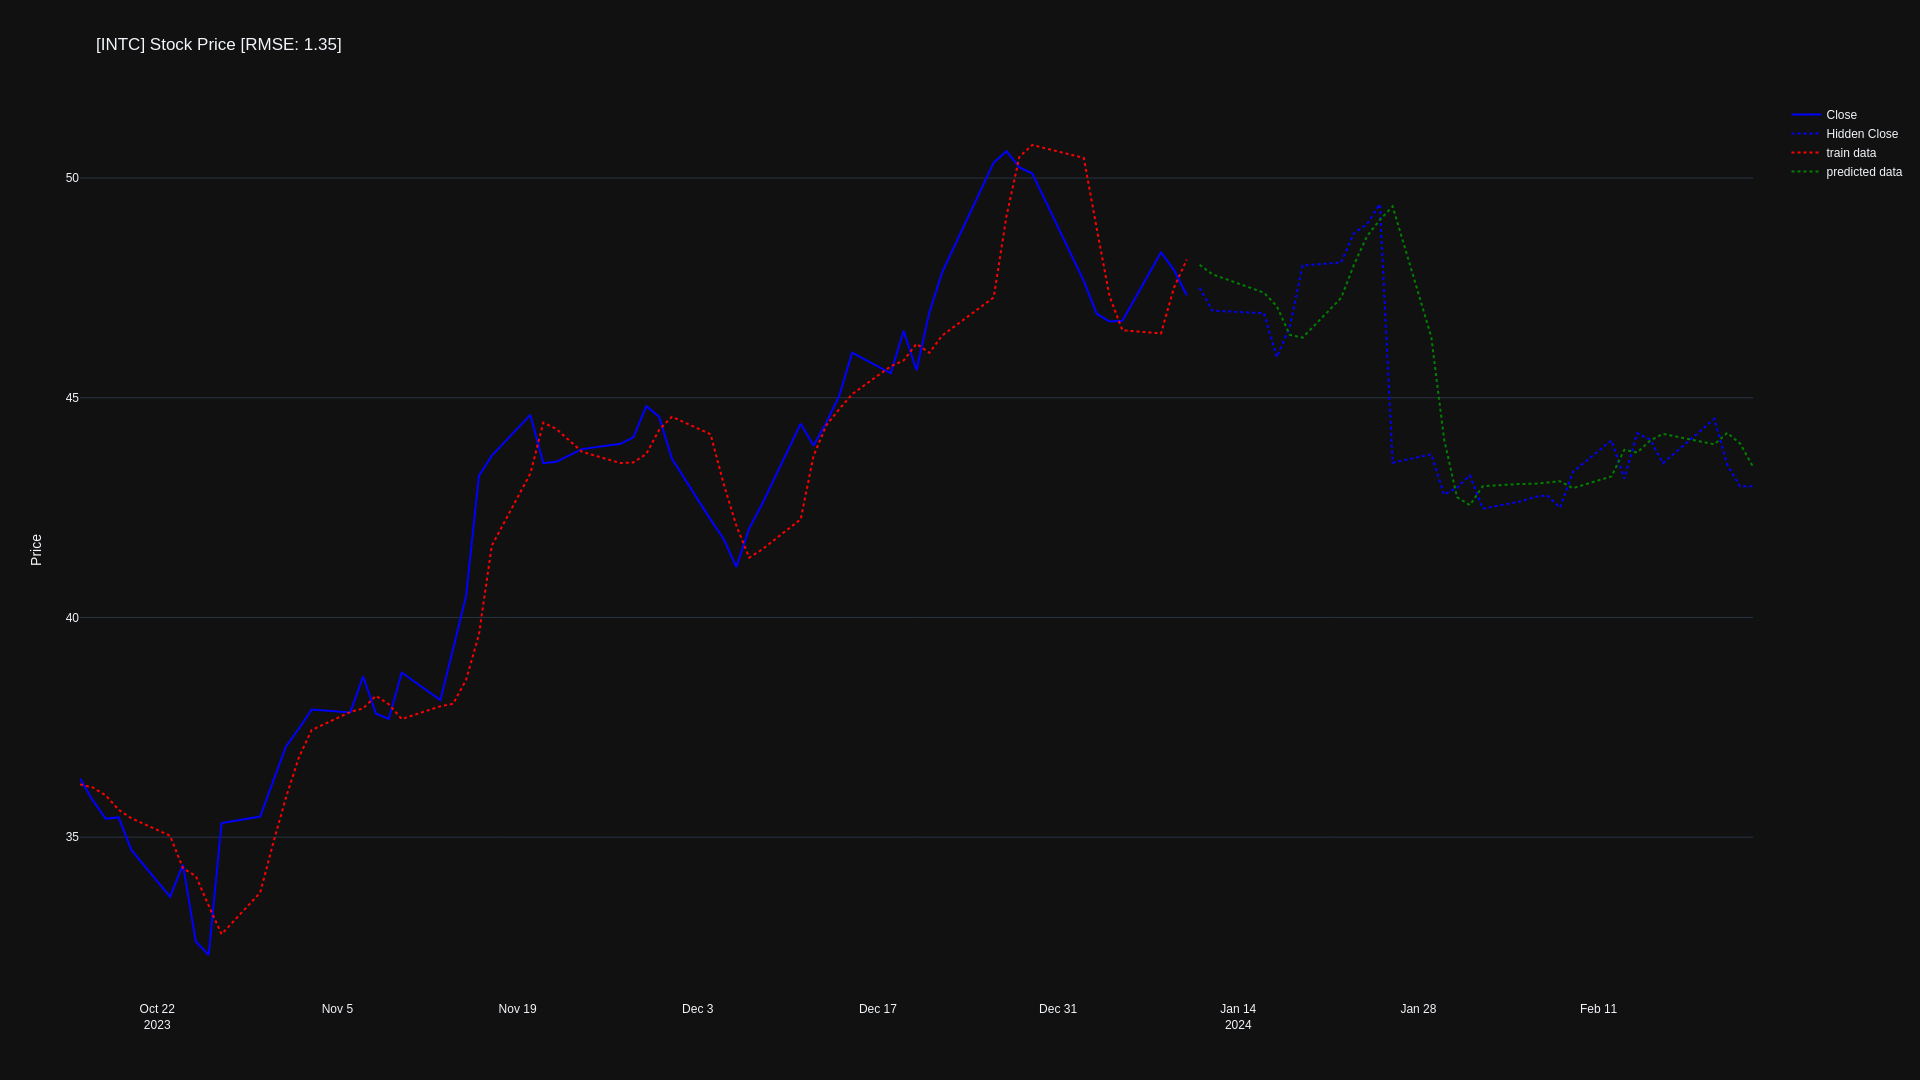 [INTC] Stock Price [RMSE: 1.35]
Close
Hidden Close
train data
predicted data
50
45
40
35
Price
Oct 22
2023
Nov 5
Nov 19
Dec 3
Dec 17
Dec 31
Jan 14
2024
Jan 28
Feb 11